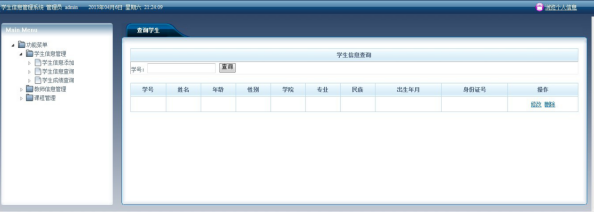 学生信息管理系统 管理员 admin 2013年04月6日 星期六 21:24:09
浏览个人信息
Main Menu
查询学生
功能菜单
学生信息管理
学生信息添加
学生信息查询
学生成绩查询
教师信息管理
课程管理
学生信息查询
学号: 查询
学号 姓名 年龄 性别 学院 专业 民族 出生年月 身份证号 操作
修改 删除